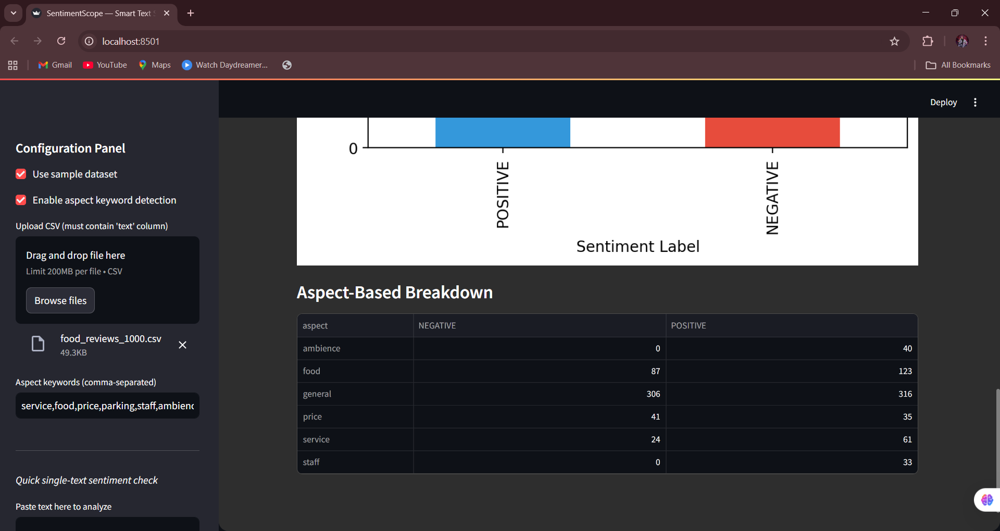 SentimentScope — Smart Text
localhost:8501
Gmail
YouTube
Maps
Watch Daydreamer...
All Bookmarks
Deploy
Configuration Panel
Use sample dataset
Enable aspect keyword detection
Upload CSV (must contain 'text' column)
Drag and drop file here
Limit 200MB per file • CSV
Browse files
food_reviews_1000.csv
49.3KB
Aspect keywords (comma-separated)
service,food,price,parking,staff,ambienc
Quick single-text sentiment check
Paste text here to analyze
0
POSITIVE
NEGATIVE
Sentiment Label
Aspect-Based Breakdown
aspect NEGATIVE POSITIVE
ambience 0 40
food 87 123
general 306 316
price 41 35
service 24 61
staff 0 33